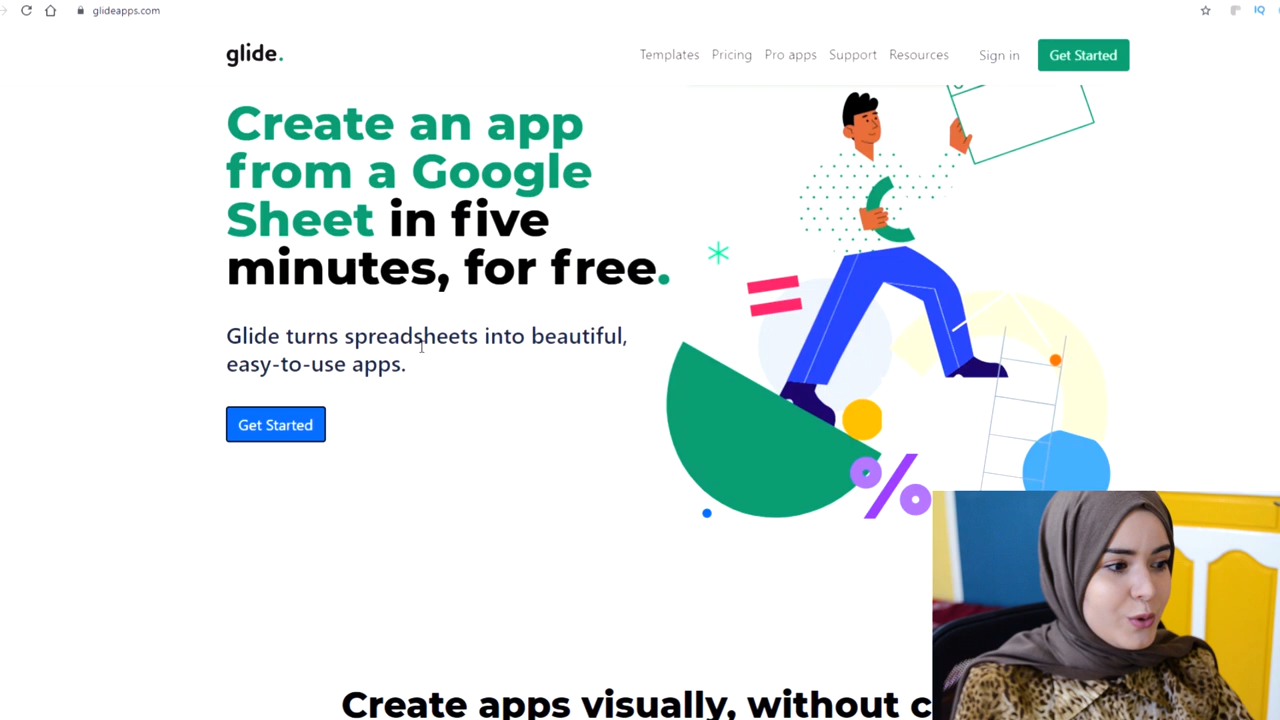 glideapps.com
IQ
glide.
Templates Pricing Pro apps Support Resources Sign in Get Started
Create an app
from a Google
Sheet in five
minutes, for free.
Glide turns spreadsheets into beautiful,
easy-to-use apps.
Get Started
%
Create apps visually, without